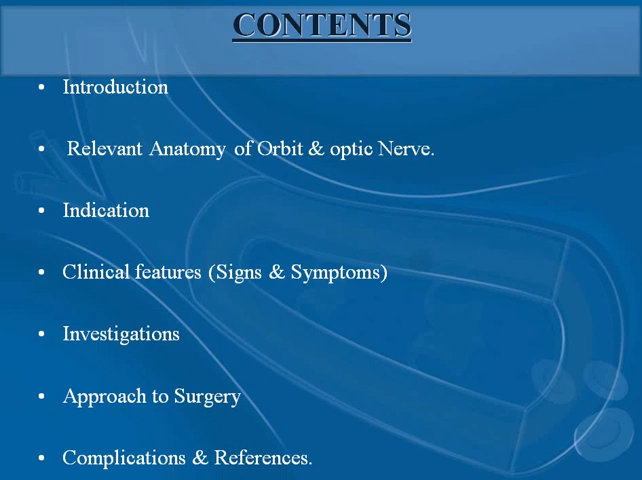 CONTENTS
• Introduction
• Relevant Anatomy of Orbit & optic Nerve.
• Indication
• Clinical features (Signs & Symptoms)
• Investigations
• Approach to Surgery
• Complications & References.